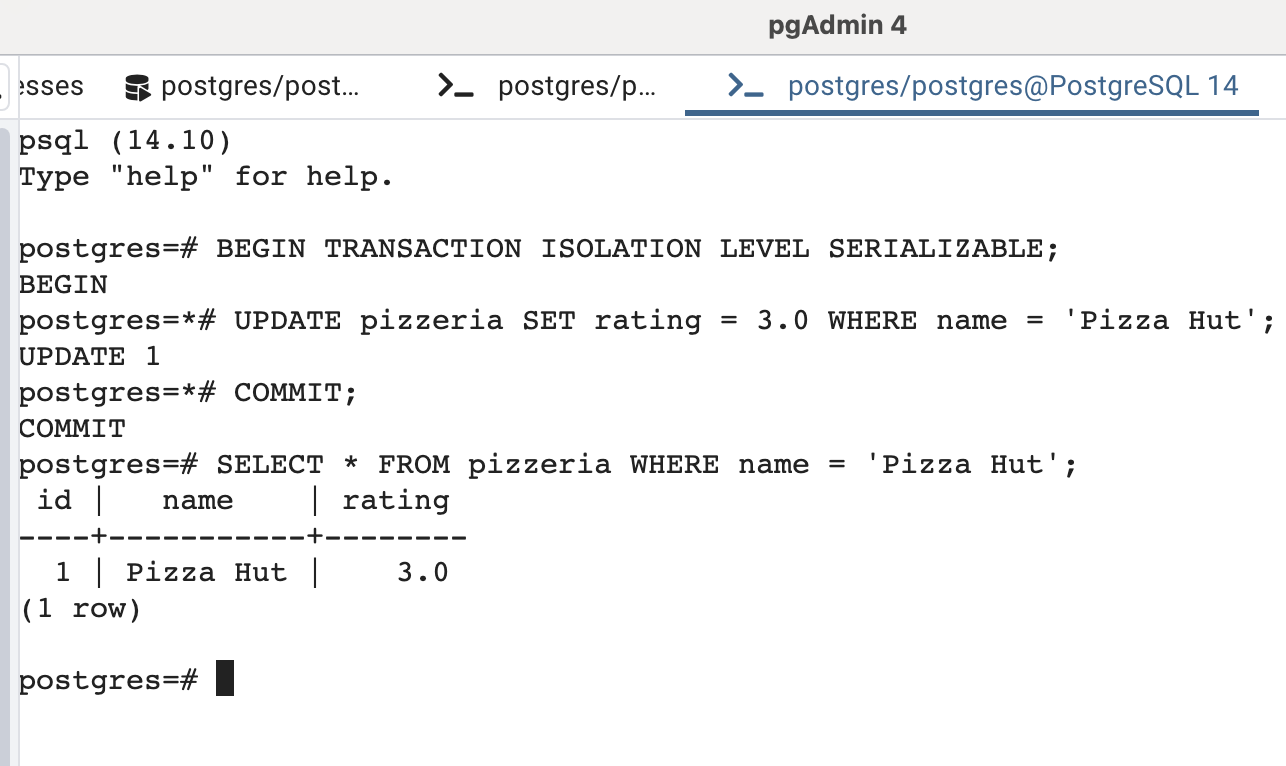 pgAdmin 4
esses postgres/post... postgres/p... postgres/postgres@PostgreSQL 14
psql (14.10)
Type "help" for help.
postgres=# BEGIN TRANSACTION ISOLATION LEVEL SERIALIZABLE;
BEGIN
postgres=*# UPDATE pizzeria SET rating = 3.0 WHERE name = 'Pizza Hut';
UPDATE 1
postgres=*# COMMIT;
COMMIT
postgres=# SELECT * FROM pizzeria WHERE name = 'Pizza Hut';
 id |   name    | rating
----+-----------+--------
  1 | Pizza Hut |    3.0
(1 row)
postgres=#